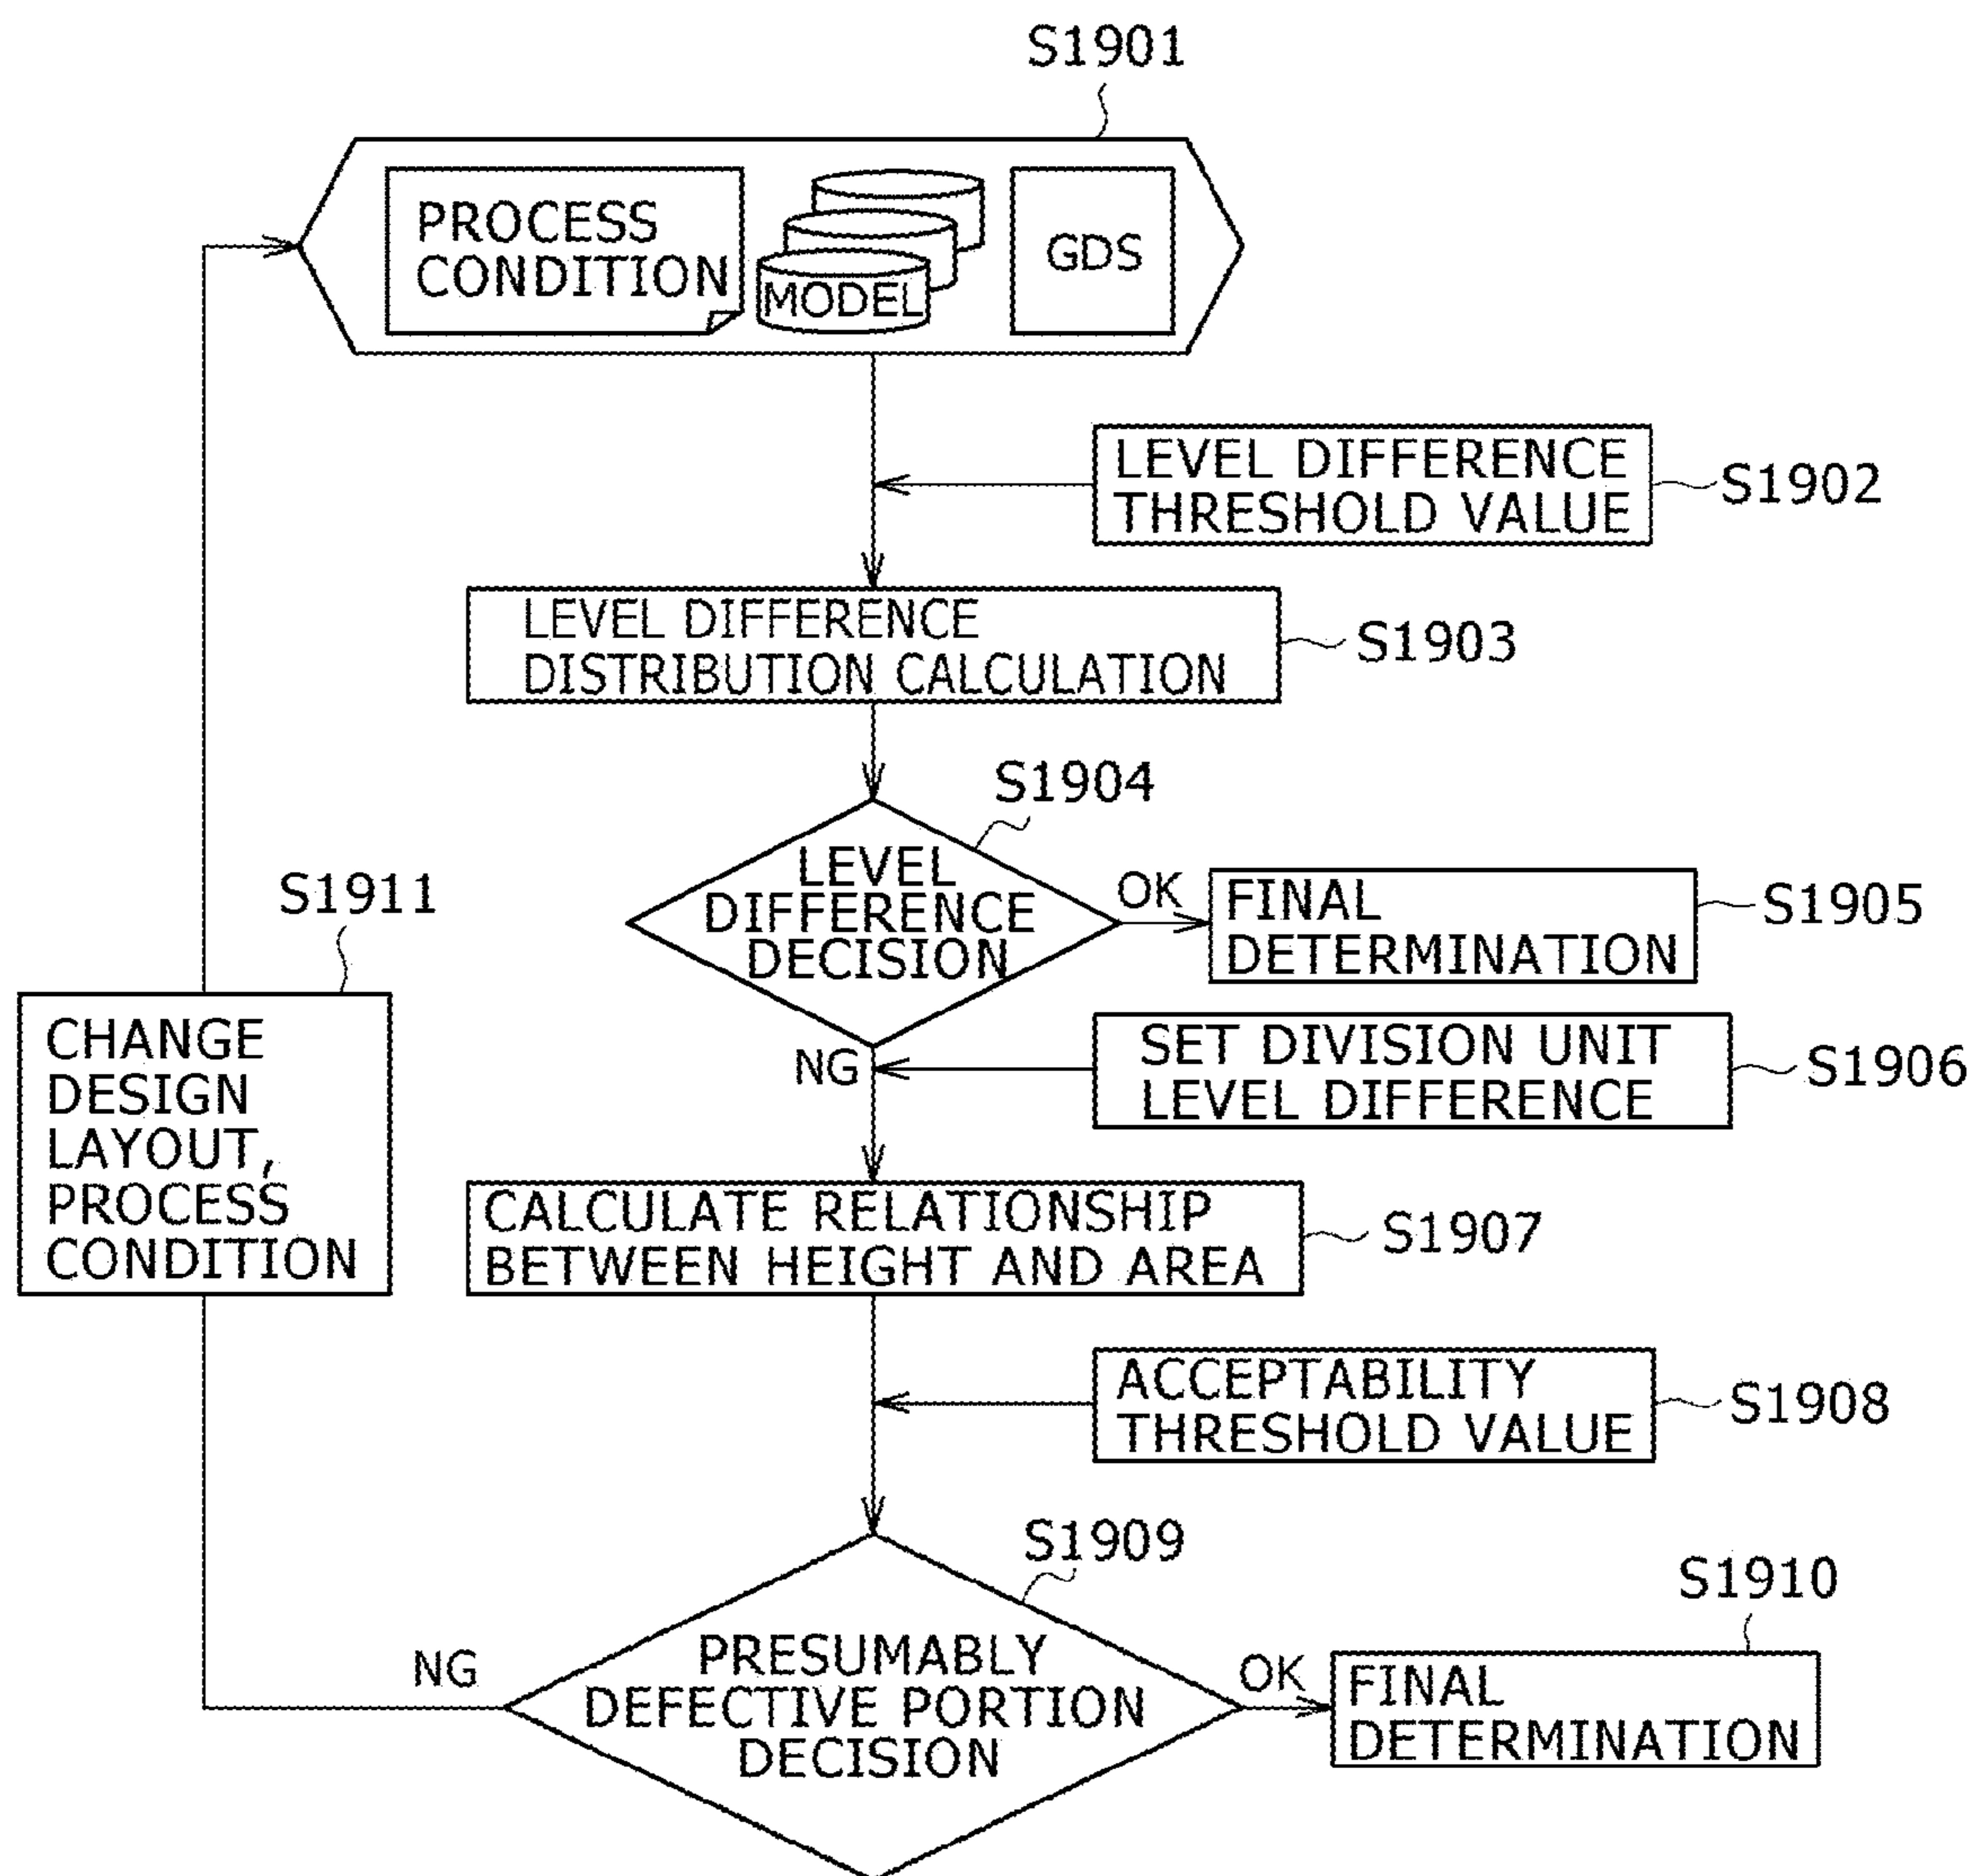 S1901
PROCESS
CONDITION
MODEL
GDS
LEVEL DIFFERENCE
THRESHOLD VALUE
S1902
LEVEL DIFFERENCE
DISTRIBUTION CALCULATION
S1903
S1904
LEVEL
DIFFERENCE
DECISION
OK
FINAL
DETERMINATION
S1905
S1911
CHANGE
DESIGN
LAYOUT,
PROCESS
CONDITION
NG
SET DIVISION UNIT
LEVEL DIFFERENCE
S1906
CALCULATE RELATIONSHIP
BETWEEN HEIGHT AND AREA
S1907
ACCEPTABILITY
THRESHOLD VALUE
S1908
S1909
PRESUMABLY
DEFECTIVE PORTION
DECISION
NG
OK
S1910
FINAL
DETERMINATION